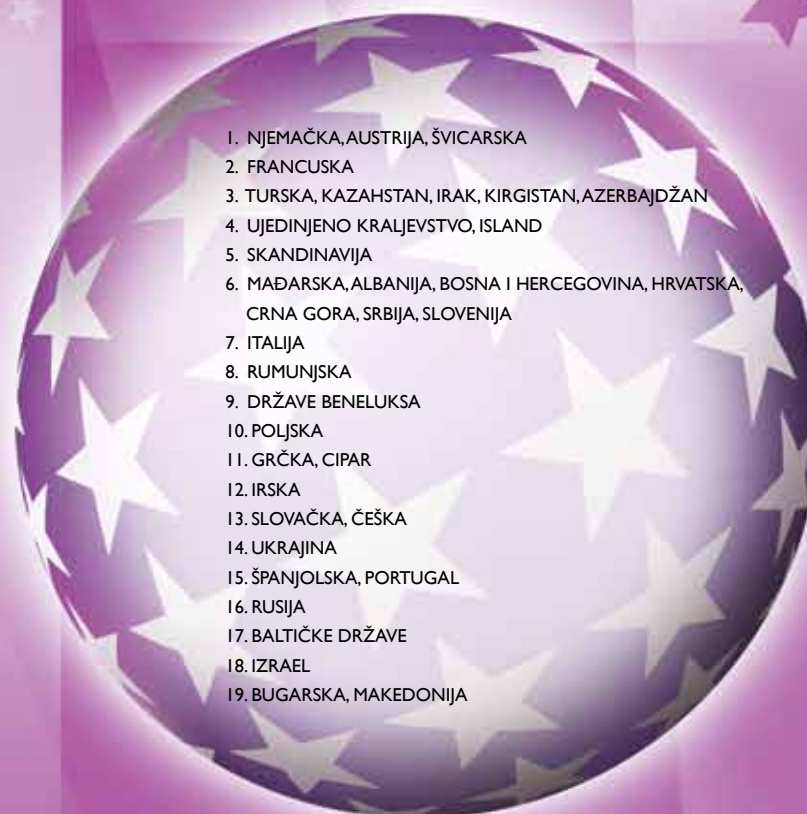 1. NJEMAČKA, AUSTRIJA, ŠVICARSKA
2. FRANCUSKA
3. TURSKA, KAZAHSTAN, IRAK, KIRGISTAN, AZERBAJDŽAN
4. UJEDINJENO KRALJEVSTVO, ISLAND
5. SKANDINAVIJA
6. MAĐARSKA, ALBANIJA, BOSNA I HERCEGOVINA, HRVATSKA,
CRNA GORA, SRBIJA, SLOVENIJA
7. ITALIJA
8. RUMUNJSKA
9. DRŽAVE BENELUKSA
10. POLJSKA
11. GRČKA, CIPAR
12. IRSKA
13. SLOVAČKA, ČEŠKA
14. UKRAJINA
15. ŠPANJOLSKA, PORTUGAL
16. RUSIJA
17. BALTIČKE DRŽAVE
18. IZRAEL
19. BUGARSKA, MAKEDONIJA